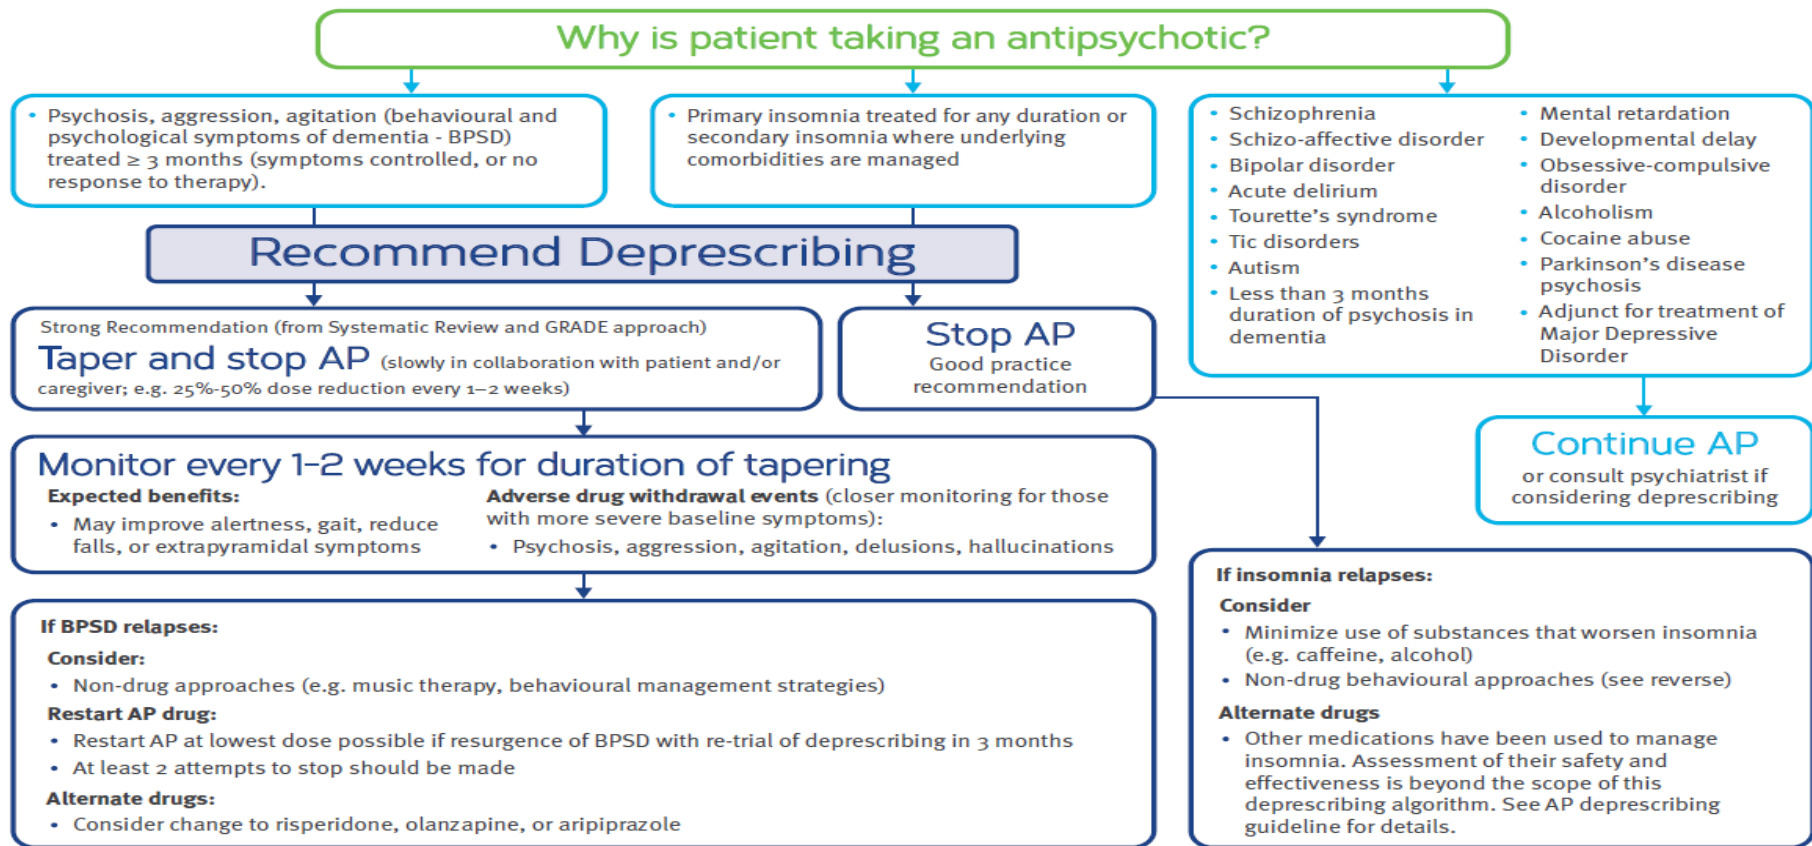 Why is patient taking an antipsychotic?
• Psychosis, aggression, agitation (behavioural and
psychological symptoms of dementia - BPSD)
treated ≥ 3 months (symptoms controlled, or no
response to therapy).
• Primary insomnia treated for any duration or
secondary insomnia where underlying
comorbidities are managed
• Schizophrenia
• Schizo-affective disorder
• Bipolar disorder
• Acute delirium
• Tourette's syndrome
• Tic disorders
• Autism
• Less than 3 months
duration of psychosis in
dementia
• Mental retardation
• Developmental delay
• Obsessive-compulsive
disorder
• Alcoholism
• Cocaine abuse
• Parkinson's disease
psychosis
• Adjunct for treatment of
Major Depressive
Disorder
Recommend Deprescribing
Strong Recommendation (from Systematic Review and GRADE approach)
Taper and stop AP (slowly in collaboration with patient and/or
caregiver; e.g. 25%-50% dose reduction every 1–2 weeks)
Stop AP
Good practice
recommendation
Continue AP
or consult psychiatrist if
considering deprescribing
Monitor every 1-2 weeks for duration of tapering
Expected benefits:
• May improve alertness, gait, reduce
falls, or extrapyramidal symptoms
Adverse drug withdrawal events (closer monitoring for those
with more severe baseline symptoms):
• Psychosis, aggression, agitation, delusions, hallucinations
If BPSD relapses:
Consider:
• Non-drug approaches (e.g. music therapy, behavioural management strategies)
Restart AP drug:
• Restart AP at lowest dose possible if resurgence of BPSD with re-trial of deprescribing in 3 months
• At least 2 attempts to stop should be made
Alternate drugs:
• Consider change to risperidone, olanzapine, or aripiprazole
If insomnia relapses:
Consider
• Minimize use of substances that worsen insomnia
(e.g. caffeine, alcohol)
• Non-drug behavioural approaches (see reverse)
Alternate drugs
• Other medications have been used to manage
insomnia. Assessment of their safety and
effectiveness is beyond the scope of this
deprescribing algorithm. See AP deprescribing
guideline for details.